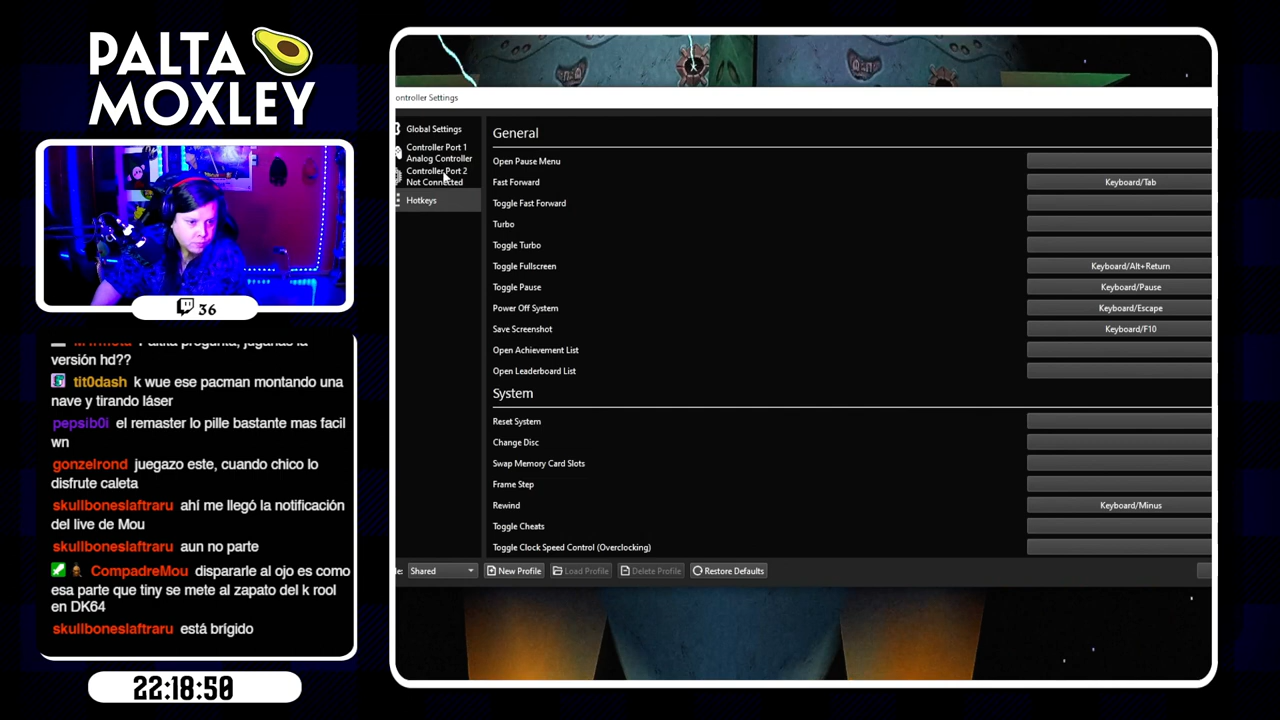 PALTA
MOXLEY
36
versión hd??
tit0dash k wue ese pacman montando una
nave y tirando láser
pepsib0i el remaster lo pille bastante mas facil
wn
gonzelrond juegazo este, cuando chico lo
disfrute caleta
skullboneslaftraru ahí me llegó la notificación
del live de Mou
skullboneslaftraru aun no parte
CompadreMou dispararle al ojo es como
esa parte que tiny se mete al zapato del k rool
en DK64
skullboneslaftraru está brígido
22:18:50
ontroller Settings
Global Settings
Controller Port 1
Analog Controller
Controller Port 2
Not Connected
Hotkeys
General
Open Pause Menu
Fast Forward Keyboard/Tab
Toggle Fast Forward
Turbo
Toggle Turbo
Toggle Fullscreen Keyboard/Alt+Return
Toggle Pause Keyboard/Pause
Power Off System Keyboard/Escape
Save Screenshot Keyboard/F10
Open Achievement List
Open Leaderboard List
System
Reset System
Change Disc
Swap Memory Card Slots
Frame Step
Rewind Keyboard/Minus
Toggle Cheats
Toggle Clock Speed Control (Overclocking)
le: Shared New Profile Load Profile Delete Profile Restore Defaults